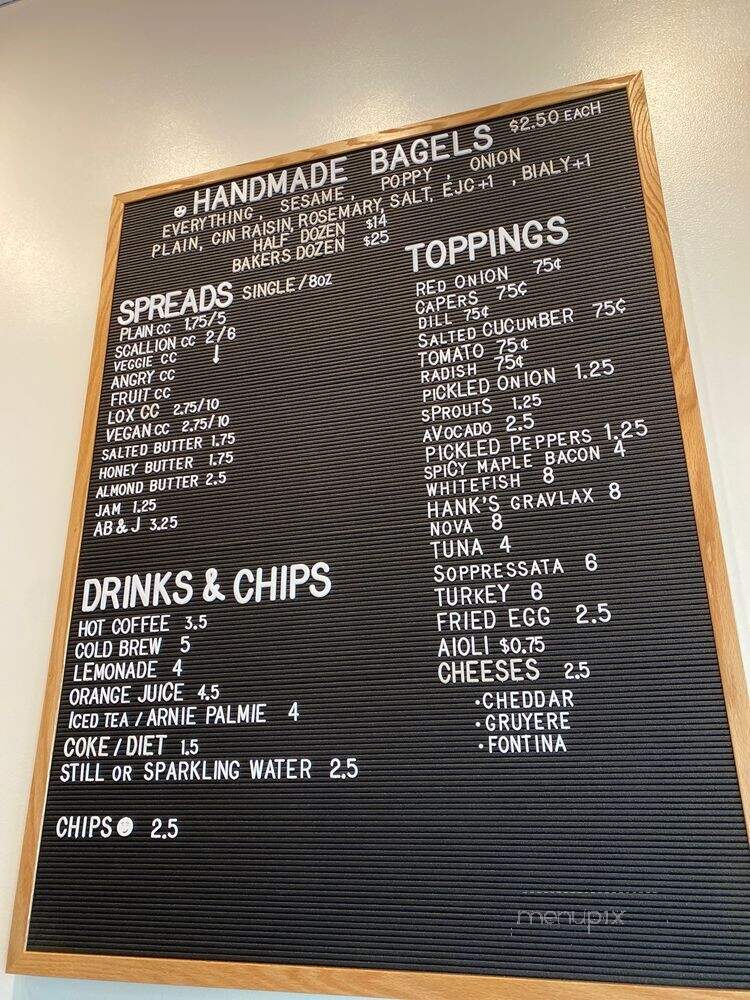 HANDMADE BAGELS $2.50 EACH
EVERYTHING, SESAME, POPPY, ONION
PLAIN, CIN RAISIN, ROSEMARY, SALT, EJC+1, BIALY+1
HALF DOZEN $14
BAKERS DOZEN $25
SPREADS SINGLE/8OZ
PLAIN CC 1.75/5
SCALLION CC 2/6
VEGGIE CC ↓
ANGRY CC
FRUIT CC
LOX CC 2.75/10
VEGAN CC 2.75/10
SALTED BUTTER 1.75
HONEY BUTTER 1.75
ALMOND BUTTER 2.5
JAM 1.25
AB & J 3.25
DRINKS & CHIPS
HOT COFFEE 3.5
COLD BREW 5
LEMONADE 4
ORANGE JUICE 4.5
ICED TEA / ARNIE PALMIE 4
COKE / DIET 1.5
STILL OR SPARKLING WATER 2.5
CHIPS 2.5
TOPPINGS
RED ONION 75¢
CAPERS 75¢
DILL 75¢
SALTED CUCUMBER 75¢
TOMATO 75¢
RADISH 75¢
PICKLED ONION 1.25
SPROUTS 1.25
AVOCADO 2.5
PICKLED PEPPERS 1.25
SPICY MAPLE BACON 4
WHITEFISH 8
HANK'S GRAVLAX 8
NOVA 8
TUNA 4
SOPPRESSATA 6
TURKEY 6
FRIED EGG 2.5
AIOLI $0.75
CHEESES 2.5
•CHEDDAR
•GRUYERE
•FONTINA
menupix